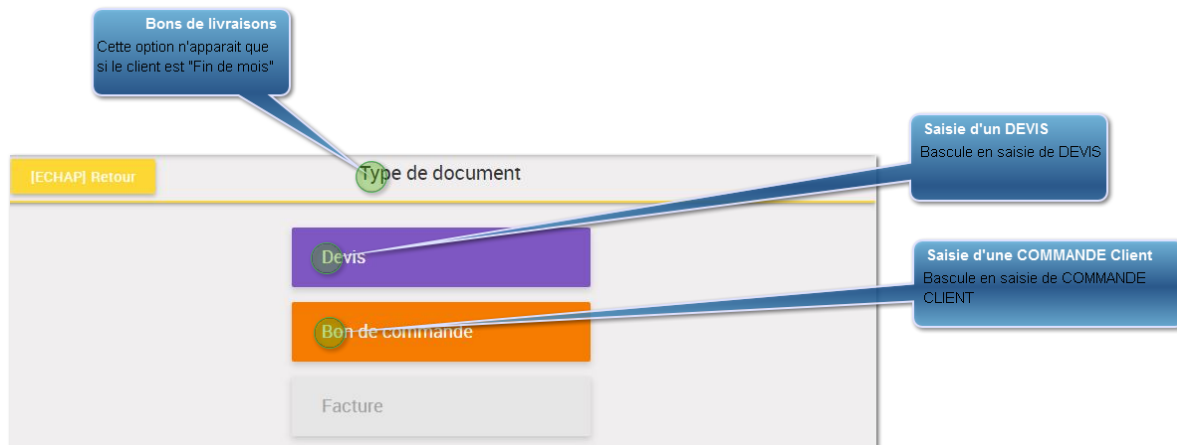 Bons de livraisons
Cette option n'apparait que
si le client est "Fin de mois"
Saisie d'un DEVIS
Bascule en saisie de DEVIS
[ECHAP] Retour
Type de document
Devis
Saisie d'une COMMANDE Client
Bascule en saisie de COMMANDE
CLIENT
Bon de commande
Facture